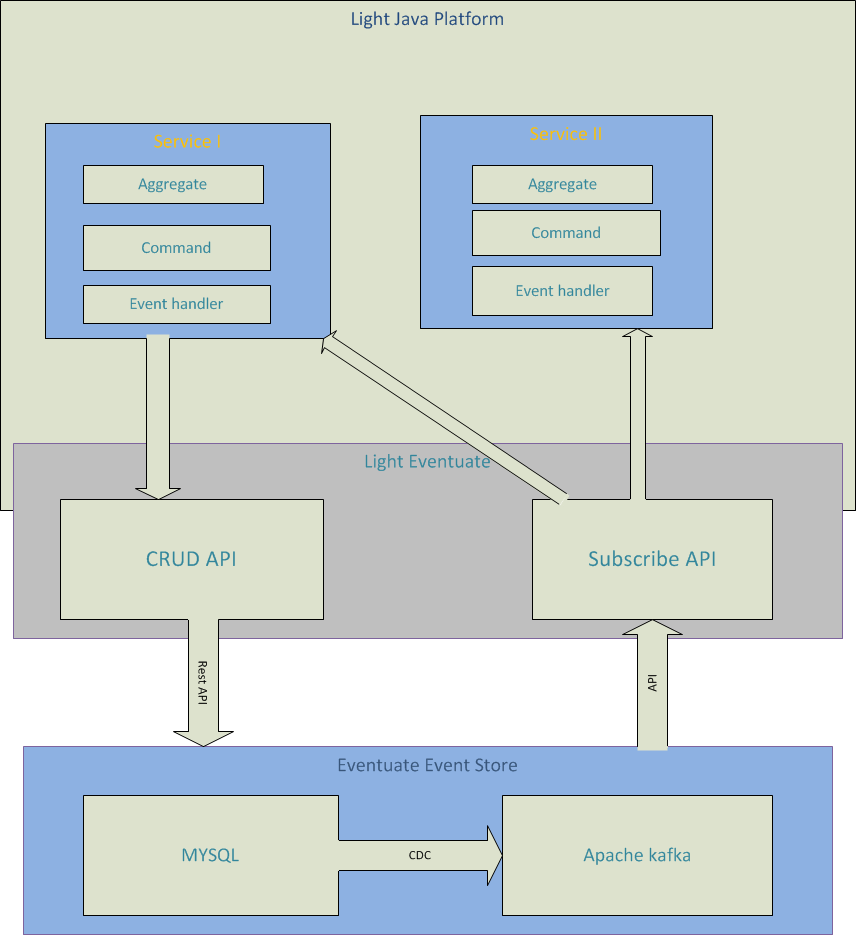 Light Java Platform
Service I
Aggregate
Command
Event handler
Service II
Aggregate
Command
Event handler
Light Eventuate
CRUD API
Subscribe API
Rest API
API
Eventuate Event Store
MYSQL
CDC
Apache kafka